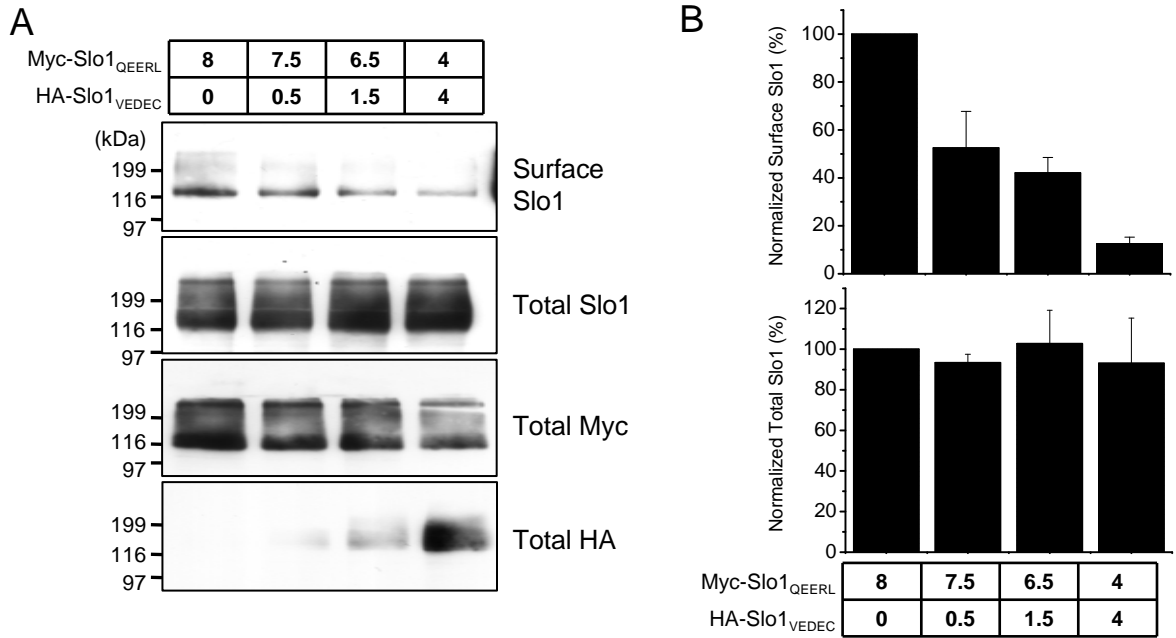 A
Myc-Slo1QEERL 8 7.5 6.5 4
HA-Slo1VEDEC 0 0.5 1.5 4
(kDa)
199
116
97
Surface
Slo1
199
116
97
Total Slo1
199
116
97
Total Myc
199
116
97
Total HA
B
Normalized Surface Slo1 (%)
100
80
60
40
20
0
Normalized Total Slo1 (%)
120
100
80
60
40
20
0
Myc-Slo1QEERL 8 7.5 6.5 4
HA-Slo1VEDEC 0 0.5 1.5 4